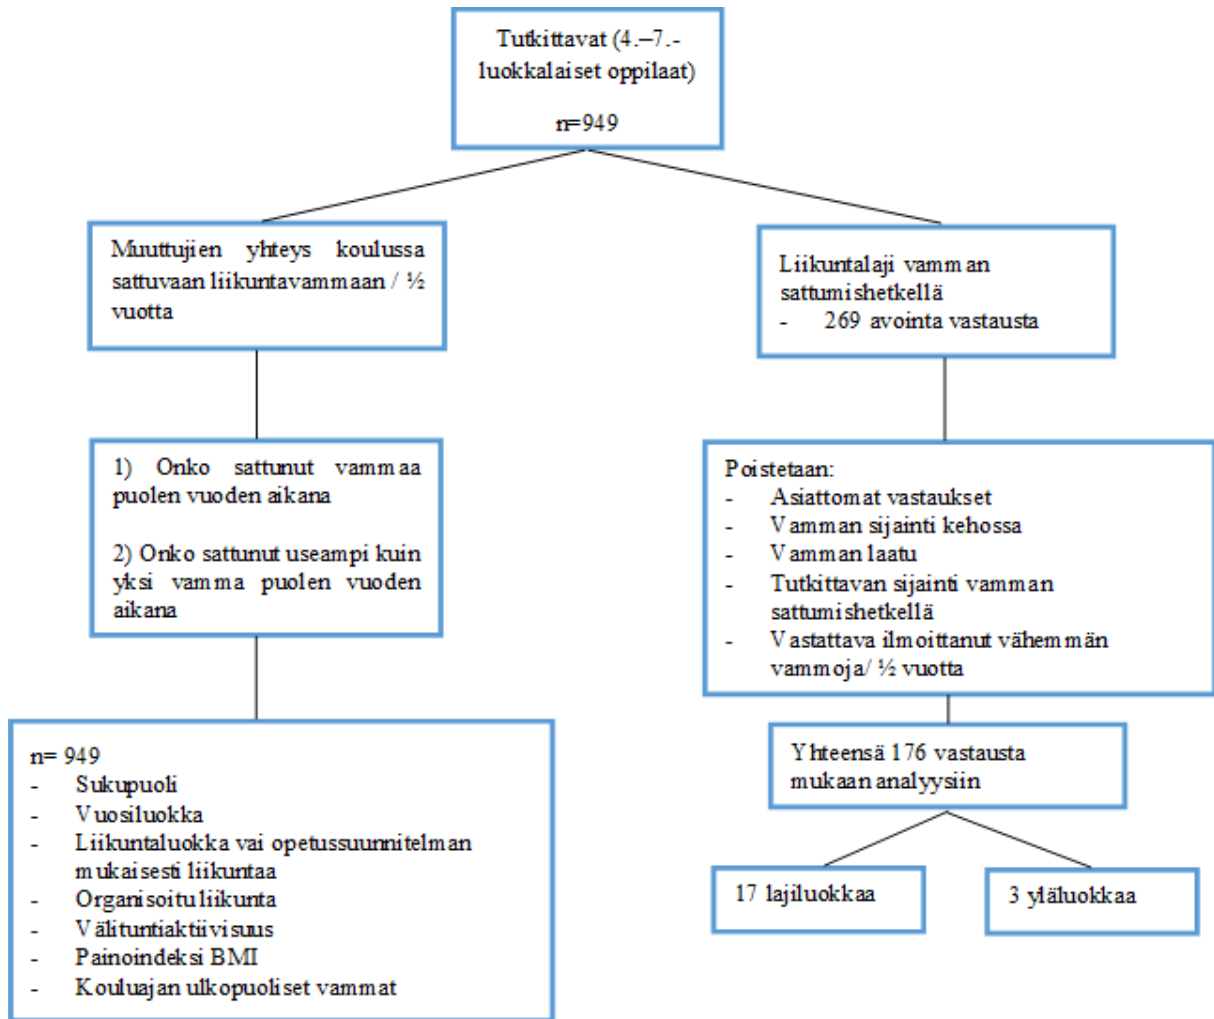 Tutkittavat (4.–7.-
luokkalaiset oppilaat)
n=949
Muuttujien yhteys koulussa
sattuvaan liikuntavammaan / ½
vuotta
1) Onko sattunut vammaa
puolen vuoden aikana
2) Onko sattunut useampi kuin
yksi vamma puolen vuoden
aikana
n= 949
- Sukupuoli
- Vuosiluokka
- Liikuntaluokka vai opetussuunnitelman
mukaisesti liikuntaa
- Organisoitu liikunta
- Välituntiaktiivisuus
- Painoindeksi BMI
- Kouluajan ulkopuoliset vammat
Liikuntalaji vamman
sattumishetkellä
- 269 avointa vastausta
Poistetaan:
- Asiattomat vastaukset
- Vamman sijainti kehossa
- Vamman laatu
- Tutkittavan sijainti vamman
sattumishetkellä
- Vastattava ilmoittanut vähemmän
vammoja/ ½ vuotta
Yhteensä 176 vastausta
mukaan analyysiin
17 lajiluokkaa
3 yläluokkaa